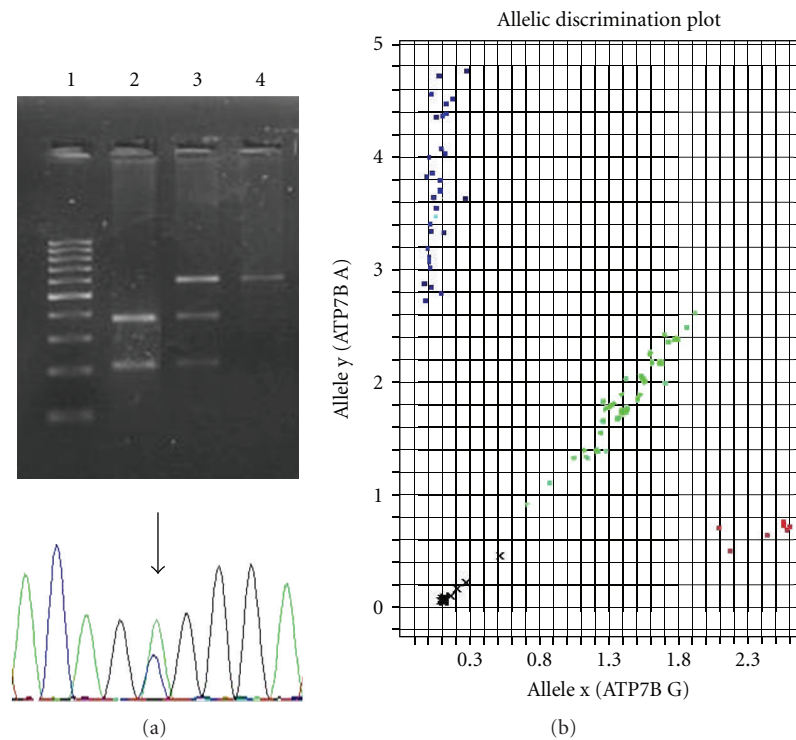 1 2 3 4
(a)
Allelic discrimination plot
5
4
3
2
1
0
Allele y (ATP7B A)
0.3 0.8 1.3 1.8 2.3
Allele x (ATP7B G)
(b)